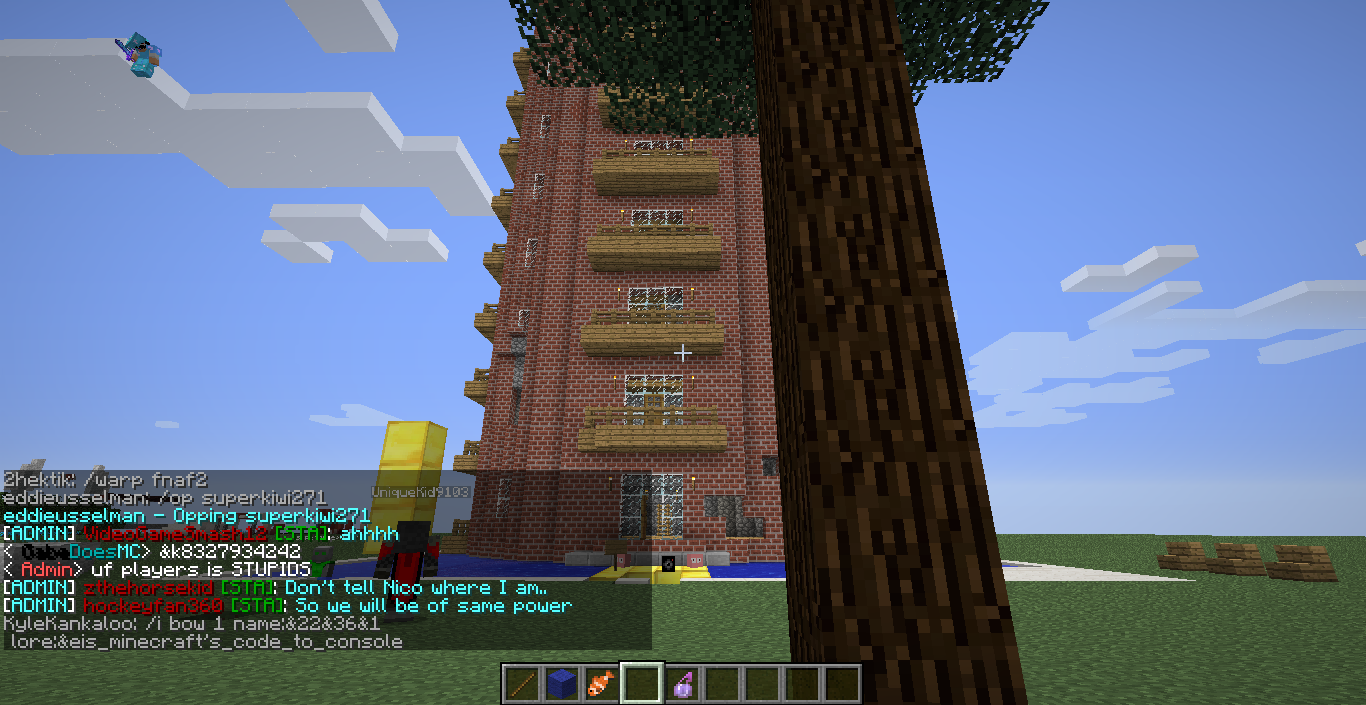 2hektik: /warp fnaf2
eddieusselman: /op superkiwi271
UniqueKid9103
eddieusselman - Opping superkiwi271
[ADMIN] VideoGameSmash12 [STA]: ahhhh
< DoesMC> &k8327934242
< Admin> uf players is STUPIDS
[ADMIN] zthehorsekid [STA]: Don't tell Nico where I am..
[ADMIN] hockeyfan360 [STA]: So we will be of same power
KyleKankaloo: /i bow 1 name:&22&36&1
lore:&eis_minecraft's_code_to_console